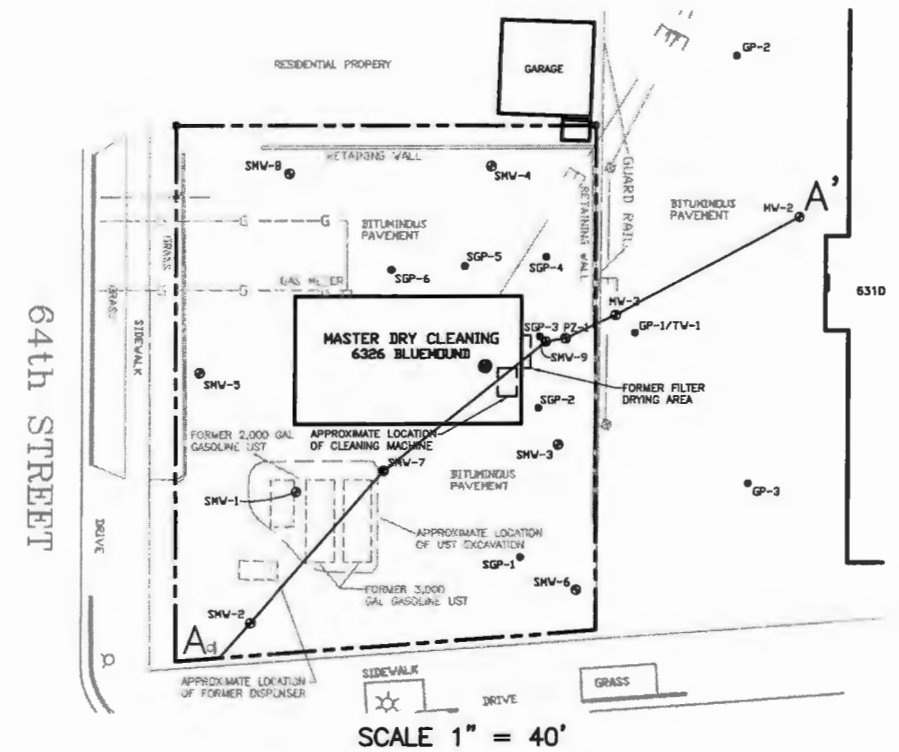 GP-2
RESIDENTIAL PROPERY
GARAGE
RETAINING WALL
SMW-8
SMW-4
GUARD RAIL
RETAINING WALL
BITUMINOUS
PAVEMENT
MW-2
A'
BITUMINOUS
PAVEMENT
GRASS
G
G
SGP-5
SGP-4
SGP-6
GAS METER
G
GRASS
SIDEWALK
631D
64th STREET
MASTER DRY CLEANING
6326 BLUEMOUND
SGP-3
PZ-1
MW-3
GP-1/TW-1
SMW-9
SMW-5
FORMER FILTER
DRYING AREA
SGP-2
FORMER 2,000 GAL
GASOLINE UST
APPROXIMATE LOCATION
OF CLEANING MACHINE
SMW-3
SMW-7
BITUMINOUS
PAVEMENT
SMW-1
GP-3
DRIVE
APPROXIMATE LOCATION
OF UST EXCAVATION
SGP-1
SMW-6
FORMER 3,000
GAL GASOLINE UST
SMW-2
A
APPROXIMATE LOCATION
OF FORMER DISPENSER
SIDEWALK
DRIVE
GRASS
SCALE 1" = 40'